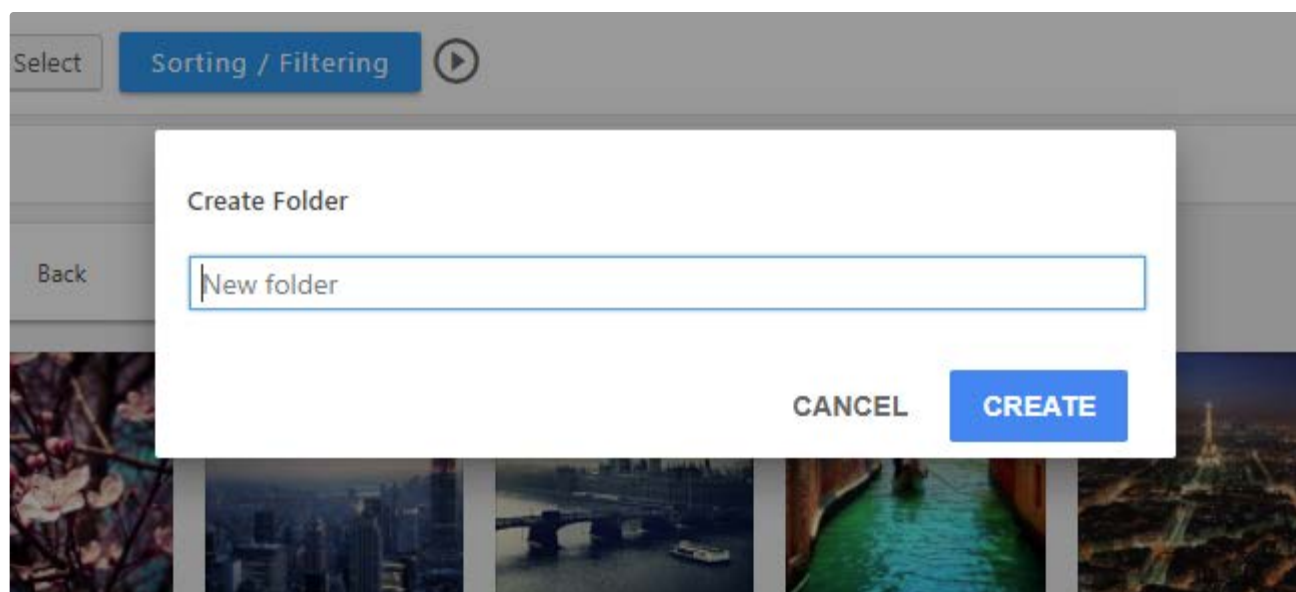 Select
Sorting / Filtering
Create Folder
Back
New folder
CANCEL
CREATE